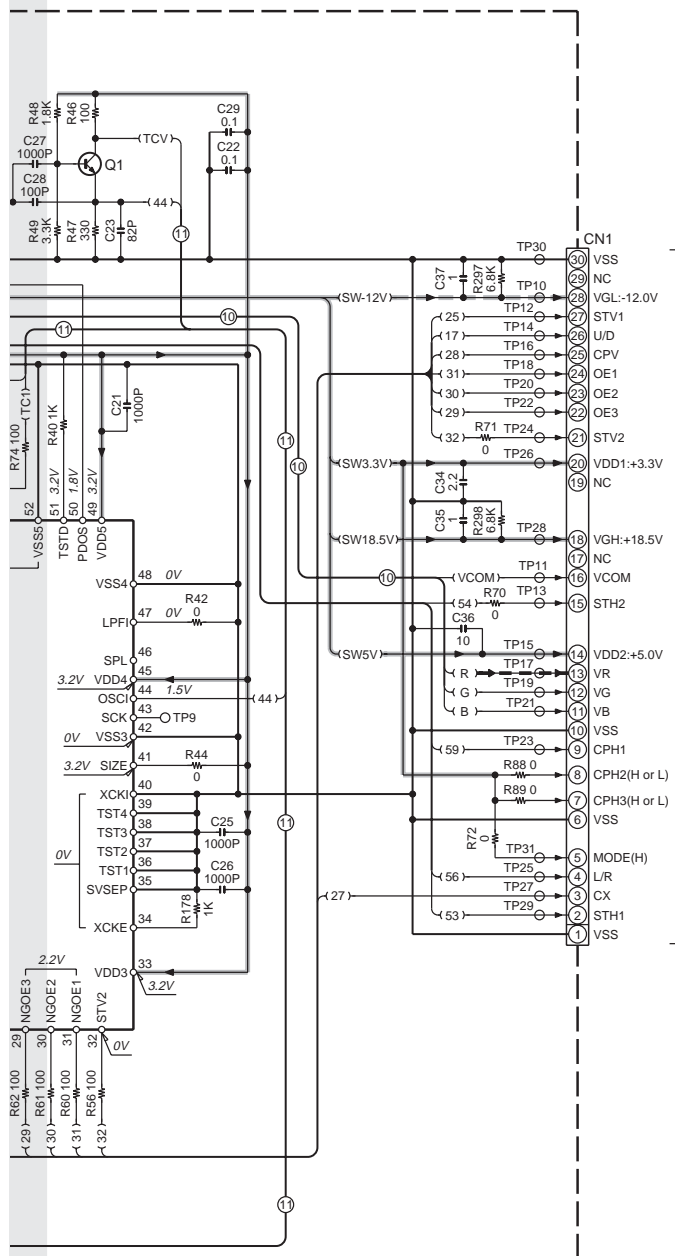 R48
1.8K
R46
100
C29
0.1
(TCV)
C27
1000P
C22
0.1
Q1
C28
100P
(44)
R49
3.3K
R47
330
C23
82P
11
CN1
TP30
30 VSS
C37
1
R297
6.8K
29 NC
(SW-12V)
TP10
28 VGL:-12.0V
10
(25)
TP12
27 STV1
11
(17)
TP14
26 U/D
(28)
TP16
25 CPV
(31)
TP18
24 OE1
(30)
TP20
23 OE2
(29)
TP22
22 OE3
R74 100
(TC1)
R40 1K
C21
1000P
11
10
(32)
R71
0
TP24
21 STV2
(SW3.3V)
TP26
20 VDD1:+3.3V
C34
2.2
19 NC
52
51
3.2V
50
1.8V
49
3.2V
C35
1
R298
6.8K
VSS5
TSTD
PDOS
VDD5
(SW18.5V)
TP28
18 VGH:+18.5V
17 NC
VSS4
48
0V
10
(VCOM)
TP11
16 VCOM
R42
0
(54)
R70
0
TP13
15 STH2
LPFI
47
0V
C36
10
SPL
46
(SW5V)
TP15
14 VDD2:+5.0V
3.2V
VDD4
45
(R)
TP17
13 VR
OSCI
44
1.5V
(44)
(G)
TP19
12 VG
SCK
43
TP9
(B)
TP21
11 VB
0V
VSS3
42
10 VSS
3.2V
SIZE
41
R44
0
(59)
TP23
9 CPH1
XCKI
40
R88 0
8 CPH2(H or L)
TST4
39
R89 0
7 CPH3(H or L)
TST3
38
C25
1000P
11
6 VSS
0V
TST2
37
R72
0
TST1
36
C26
1000P
TP31
5 MODE(H)
SVSEP
35
(56)
TP25
4 L/R
R178
1K
(27)
TP27
3 CX
XCKE
34
(53)
TP29
2 STH1
1 VSS
2.2V
VDD3
33
3.2V
NGOE3
NGOE2
NGOE1
STV2
29
30
31
32
0V
R62 100
R61 100
R60 100
R56 100
(29)
(30)
(31)
(32)
11